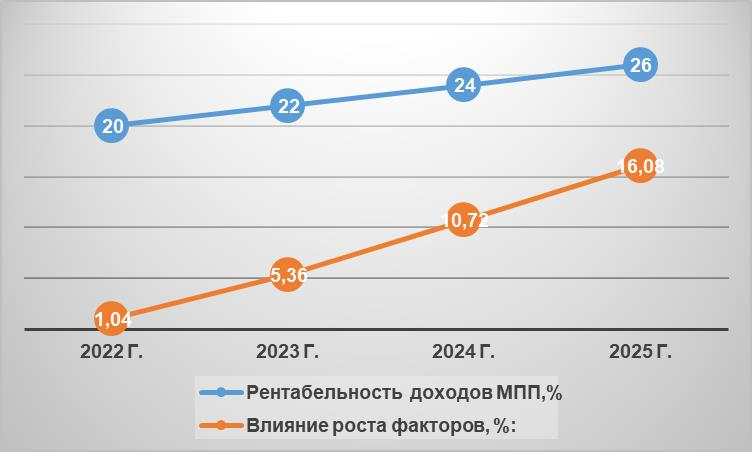 20
22
24
26
1,04
5,36
10,72
16,08
2022 Г.
2023 Г.
2024 Г.
2025 Г.
Рентабельность доходов МПП,%
Влияние роста факторов, %: